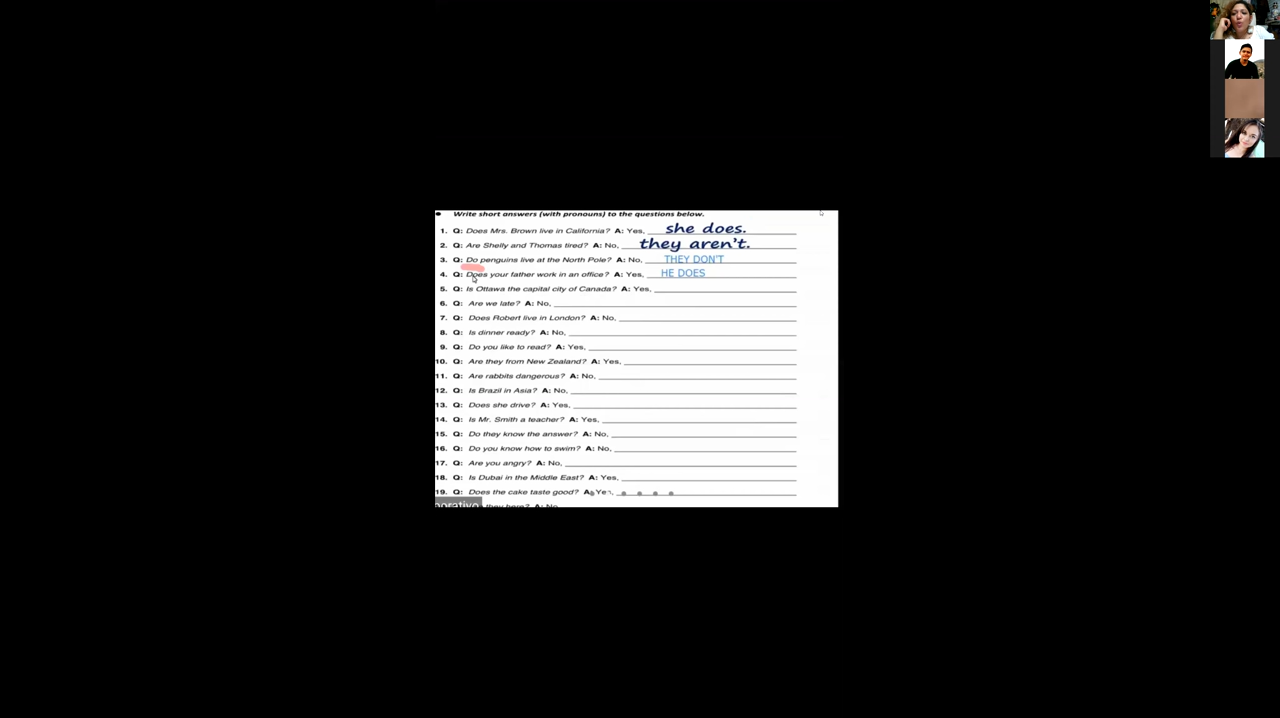 Write short answers (with pronouns) to the questions below.
1. Q: Does Mrs. Brown live in California? A: Yes, she does.
2. Q: Are Shelly and Thomas tired? A: No, they aren't.
3. Q: Do penguins live at the North Pole? A: No, THEY DON'T
4. Q: Does your father work in an office? A: Yes, HE DOES
5. Q: Is Ottawa the capital city of Canada? A: Yes,
6. Q: Are we late? A: No,
7. Q: Does Robert live in London? A: No,
8. Q: Is dinner ready? A: No,
9. Q: Do you like to read? A: Yes,
10. Q: Are they from New Zealand? A: Yes,
11. Q: Are rabbits dangerous? A: No,
12. Q: Is Brazil in Asia? A: No,
13. Q: Does she drive? A: Yes,
14. Q: Is Mr. Smith a teacher? A: Yes,
15. Q: Do they know the answer? A: No,
16. Q: Do you know how to swim? A: No,
17. Q: Are you angry? A: No,
18. Q: Is Dubai in the Middle East? A: Yes,
19. Q: Does the cake taste good? A: Yes,
they here? A: No